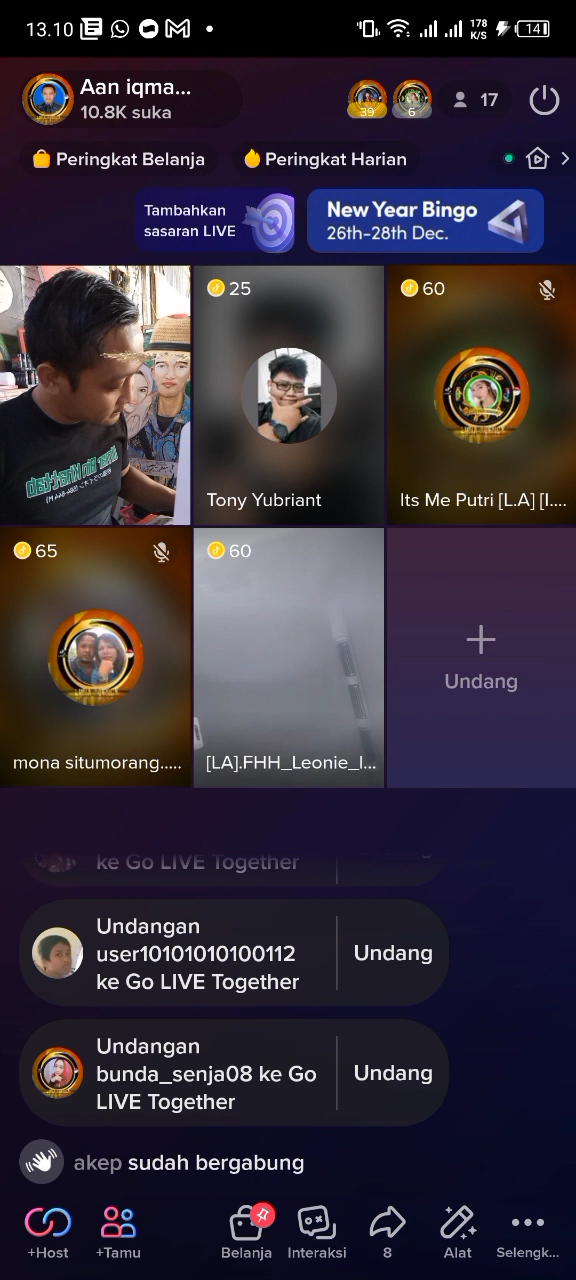 13.10
178
K/S
14
Aan iqma...
10.8K suka
39
6
17
Peringkat Belanja
Peringkat Harian
Tambahkan
sasaran LIVE
New Year Bingo
26th-28th Dec.
25
60
Tony Yubriant
Its Me Putri [L.A] [I....
65
60
mona situmorang.....
[LA].FHH_Leonie_l...
Undang
ke Go LIVE Together
Undangan
user10101010100112
ke Go LIVE Together
Undang
Undangan
bunda_senja08 ke Go
LIVE Together
Undang
akep sudah bergabung
+Host
+Tamu
Belanja
Interaksi
8
Alat
Selengk...